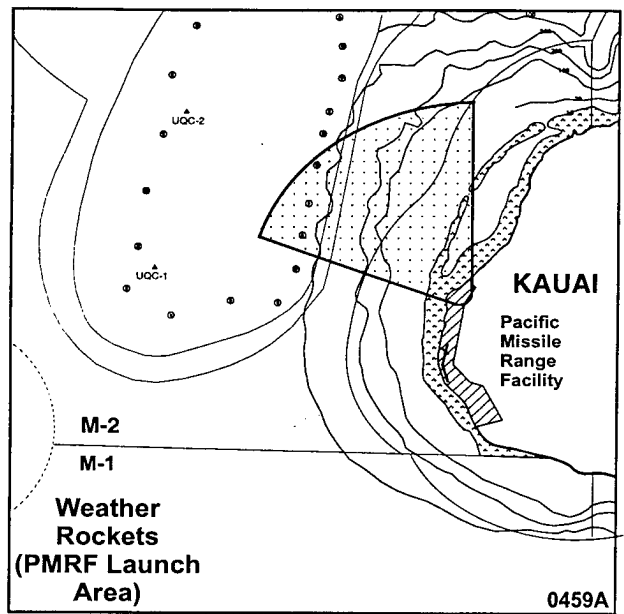 UQC-2
UQC-1
KAUAI
Pacific
Missile
Range
Facility
M-2
M-1
Weather
Rockets
(PMRF Launch
Area)
0459A